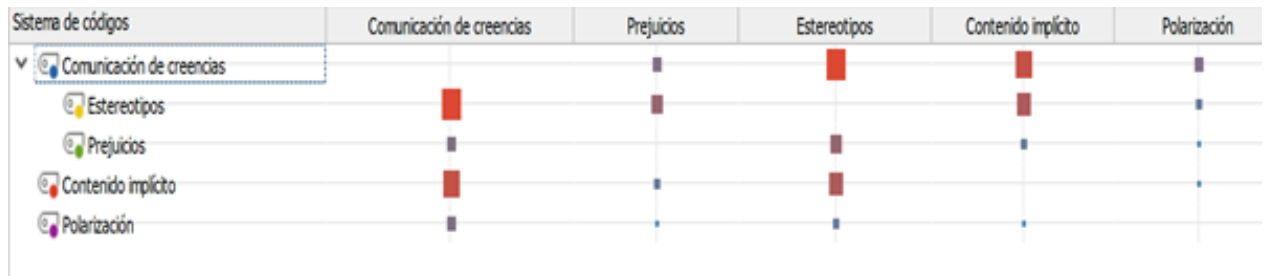 Sistema de códigos Comunicación de creencias Prejuicios Estereotipos Contenido implícito Polarización
Comunicación de creencias
Estereotipos
Prejuicios
Contenido implícito
Polarización